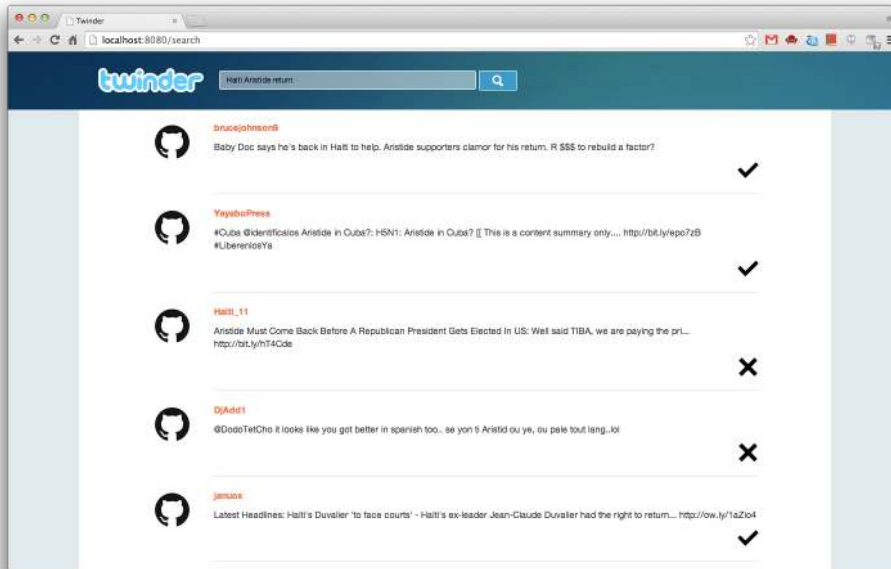 Twinder
localhost:8080/search
twinder
Haiti Aristide return
brucejohnson9
Baby Doc says he's back in Haiti to help. Aristide supporters clamor for his return. R $$$ to rebuild a factor?
YayaboPress
#Cuba @identificalos Aristide in Cuba?: H5N1: Aristide in Cuba? [[ This is a content summary only.... http://bit.ly/epo7zB
#LiberenlosYa
Haiti_11
Aristide Must Come Back Before A Republican President Gets Elected In US: Well said TIBA, we are paying the pri...
http://bit.ly/hT4Cde
DjAdd1
@DodoTetCho it looks like you got better in spanish too.. se yon ti Aristid ou ye, ou pale tout lang..lol
januox
Latest Headlines: Haiti's Duvalier 'to face courts' - Haiti's ex-leader Jean-Claude Duvalier had the right to return... http://ow.ly/1aZio4